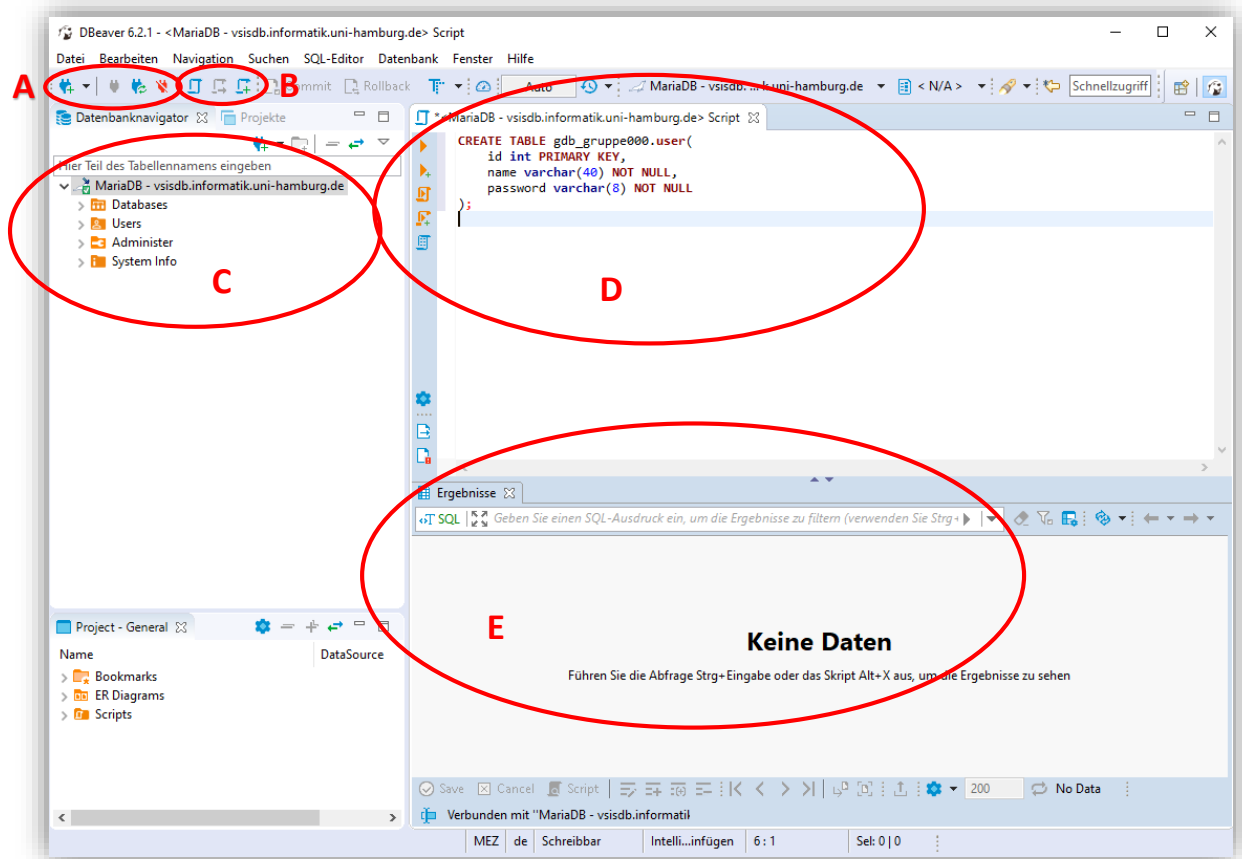 DBeaver 6.2.1 - <MariaDB - vsisdb.informatik.uni-hamburg.de> Script
Datei Bearbeiten Navigation Suchen SQL-Editor Datenbank Fenster Hilfe
A
B
Commit Rollback Auto MariaDB - vsisdb. ...k.uni-hamburg.de < N/A > Schnellzugriff
Datenbanknavigator Projekte
Hier Teil des Tabellennamens eingeben
MariaDB - vsisdb.informatik.uni-hamburg.de
Databases
Users
Administer
System Info
C
*<MariaDB - vsisdb.informatik.uni-hamburg.de> Script
CREATE TABLE gdb_gruppe000.user(
id int PRIMARY KEY,
name varchar(40) NOT NULL,
password varchar(8) NOT NULL
);
D
Ergebnisse
SQL Geben Sie einen SQL-Ausdruck ein, um die Ergebnisse zu filtern (verwenden Sie Strg+
E
Keine Daten
Führen Sie die Abfrage Strg+Eingabe oder das Skript Alt+X aus, um die Ergebnisse zu sehen
Project - General
Name DataSource
Bookmarks
ER Diagrams
Scripts
Save Cancel Script 200 No Data
Verbunden mit "MariaDB - vsisdb.informatil
MEZ de Schreibbar Intelli...infügen 6 : 1 Sel: 0 | 0